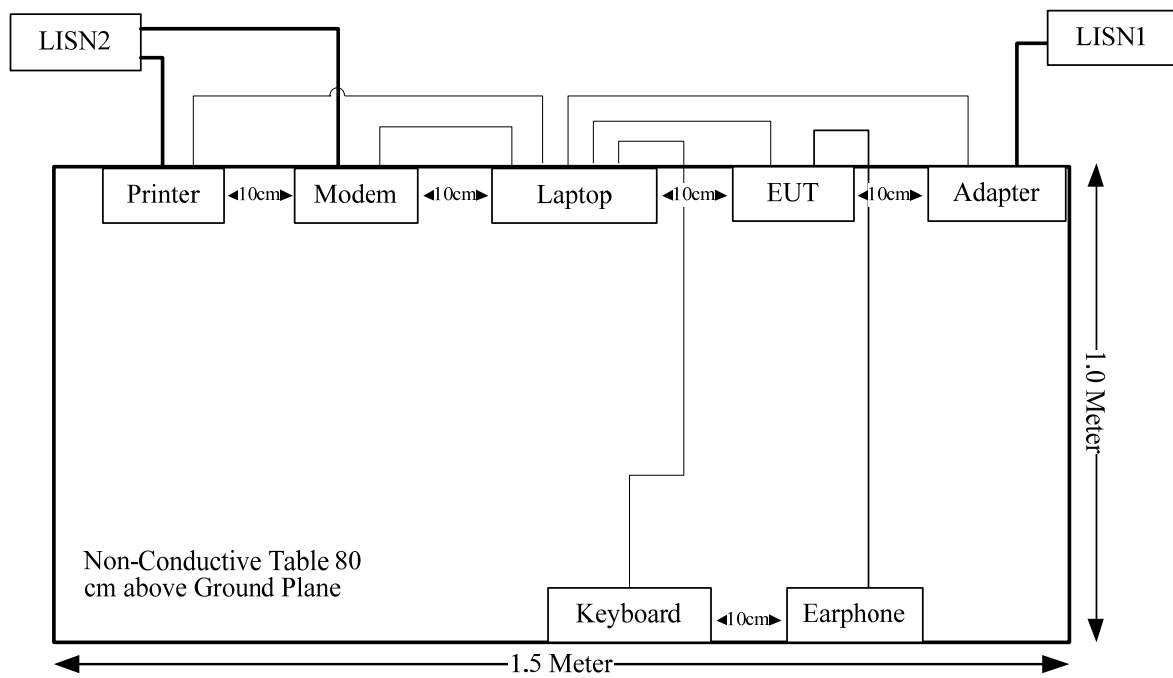 LISN2
LISN1
Printer
10cm
Modem
10cm
Laptop
10cm
EUT
10cm
Adapter
1.0 Meter
Non-Conductive Table 80
cm above Ground Plane
Keyboard
10cm
Earphone
1.5 Meter